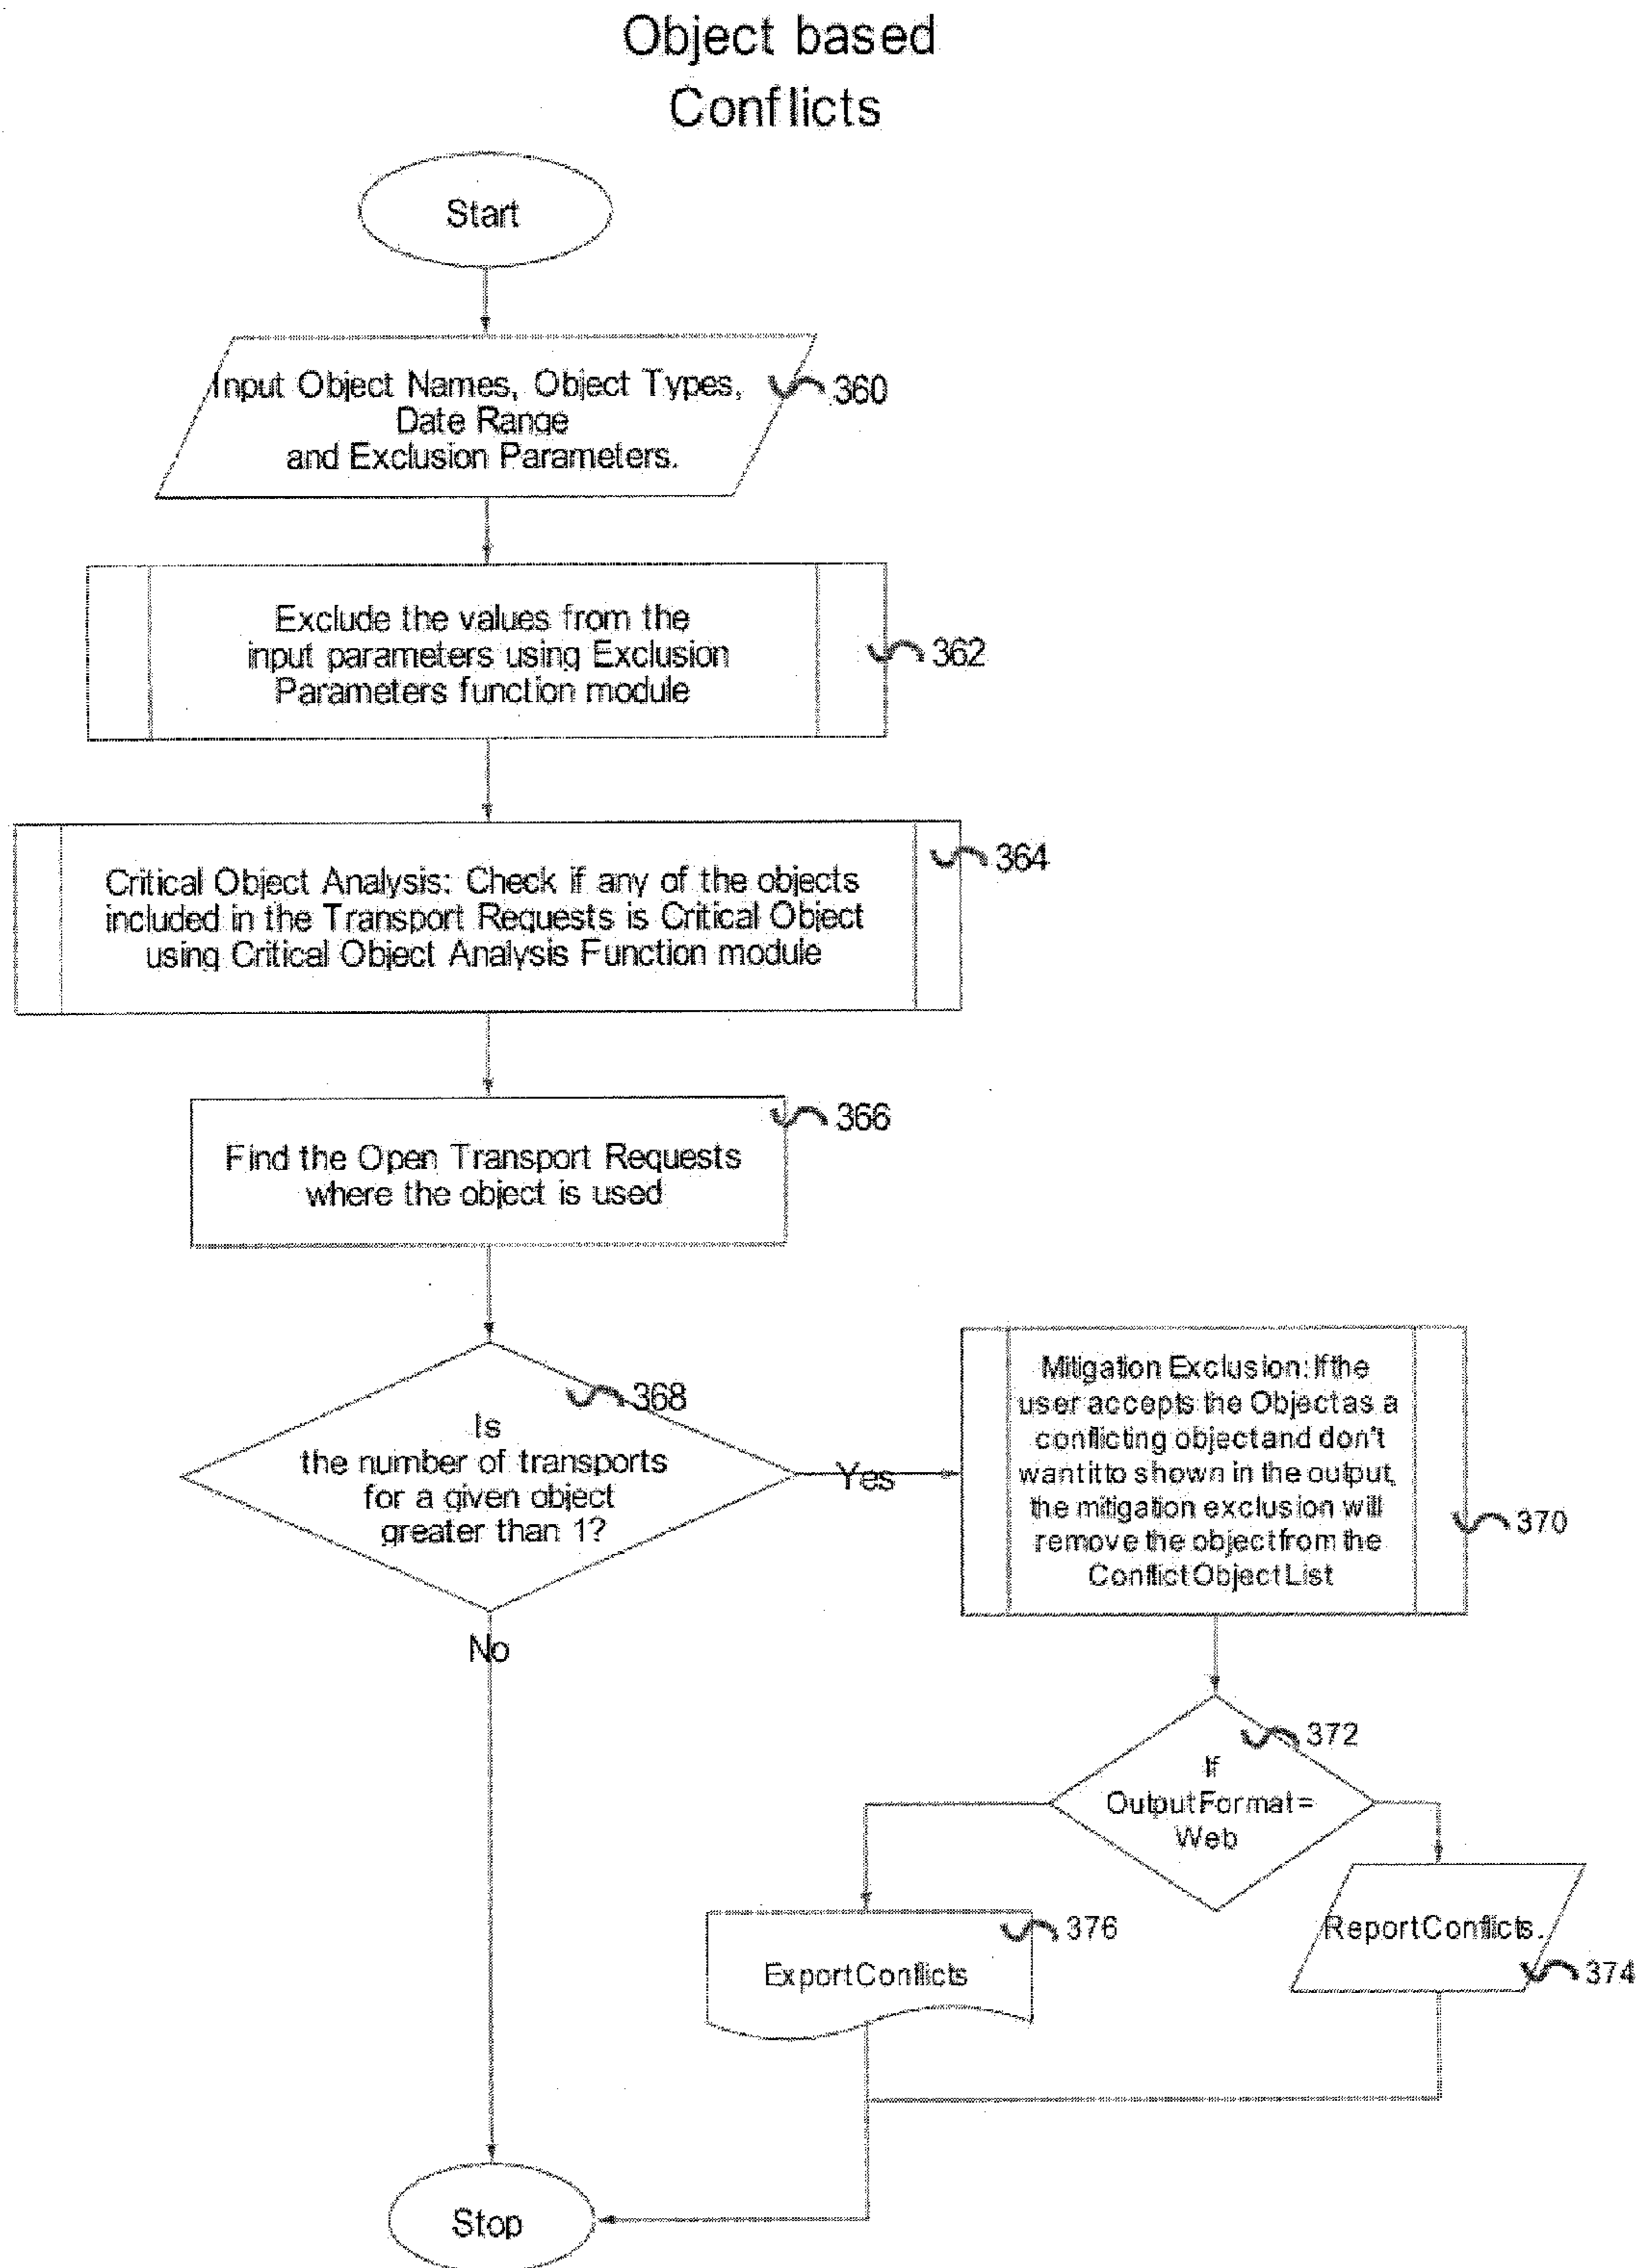 Object based
Conflicts
Start
Input Object Names, Object Types,
Date Range
and Exclusion Parameters.
360
Exclude the values from the
input parameters using Exclusion
Parameters function module
362
Critical Object Analysis: Check if any of the objects
included in the Transport Requests is Critical Object
using Critical Object Analysis Function module
364
Find the Open Transport Requests
where the object is used
366
368
Is
the number of transports
for a given object
greater than 1?
Yes
No
Mitigation Exclusion: If the
user accepts the Object as a
conflicting object and don't
want it to shown in the output,
the mitigation exclusion will
remove the object from the
Conflict Object List
370
372
If
Output Format =
Web
376
Export Conflicts
Report Conflicts.
374
Stop